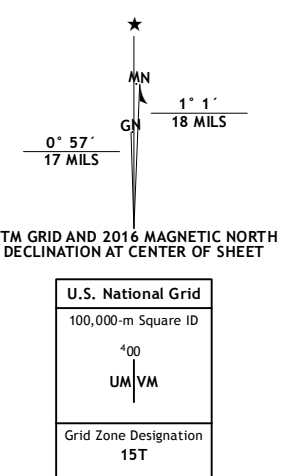 ★
MN
GN
1° 1´
18 MILS
0° 57´
17 MILS
TM GRID AND 2016 MAGNETIC NORTH
DECLINATION AT CENTER OF SHEET
U.S. National Grid
100,000-m Square ID
⁴00
UM VM
Grid Zone Designation
15T